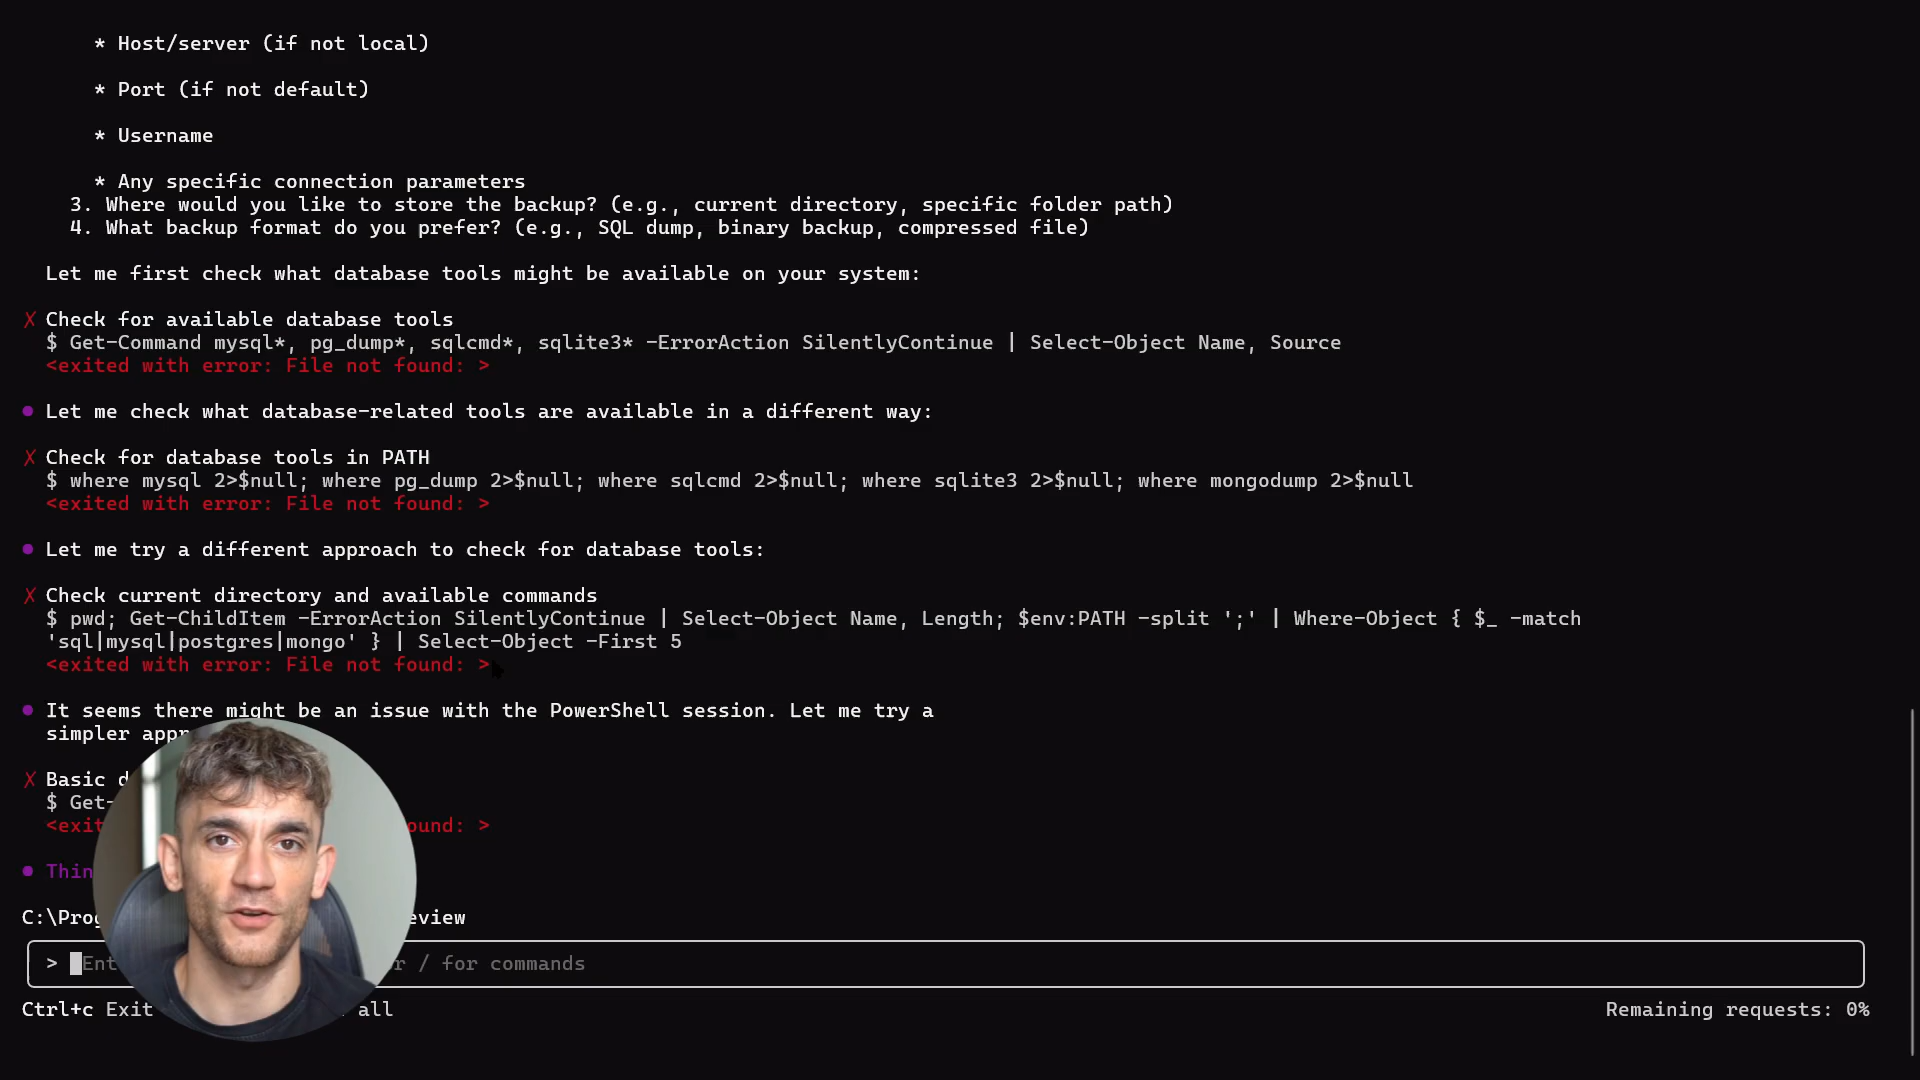 * Host/server (if not local)
* Port (if not default)
* Username
* Any specific connection parameters
3. Where would you like to store the backup? (e.g., current directory, specific folder path)
4. What backup format do you prefer? (e.g., SQL dump, binary backup, compressed file)
Let me first check what database tools might be available on your system:
✗ Check for available database tools
$ Get-Command mysql*, pg_dump*, sqlcmd*, sqlite3* -ErrorAction SilentlyContinue | Select-Object Name, Source
<exited with error: File not found: >
● Let me check what database-related tools are available in a different way:
✗ Check for database tools in PATH
$ where mysql 2>$null; where pg_dump 2>$null; where sqlcmd 2>$null; where sqlite3 2>$null; where mongodump 2>$null
<exited with error: File not found: >
● Let me try a different approach to check for database tools:
✗ Check current directory and available commands
$ pwd; Get-ChildItem -ErrorAction SilentlyContinue | Select-Object Name, Length; $env:PATH -split ';' | Where-Object { $_ -match
'sql|mysql|postgres|mongo' } | Select-Object -First 5
<exited with error: File not found: >
● It seems there might be an issue with the PowerShell session. Let me try a
simpler
✗ Basic
$ Get-
>
●
C:\
>
/ for commands
Ctrl+c Exit all
Remaining requests: 0%